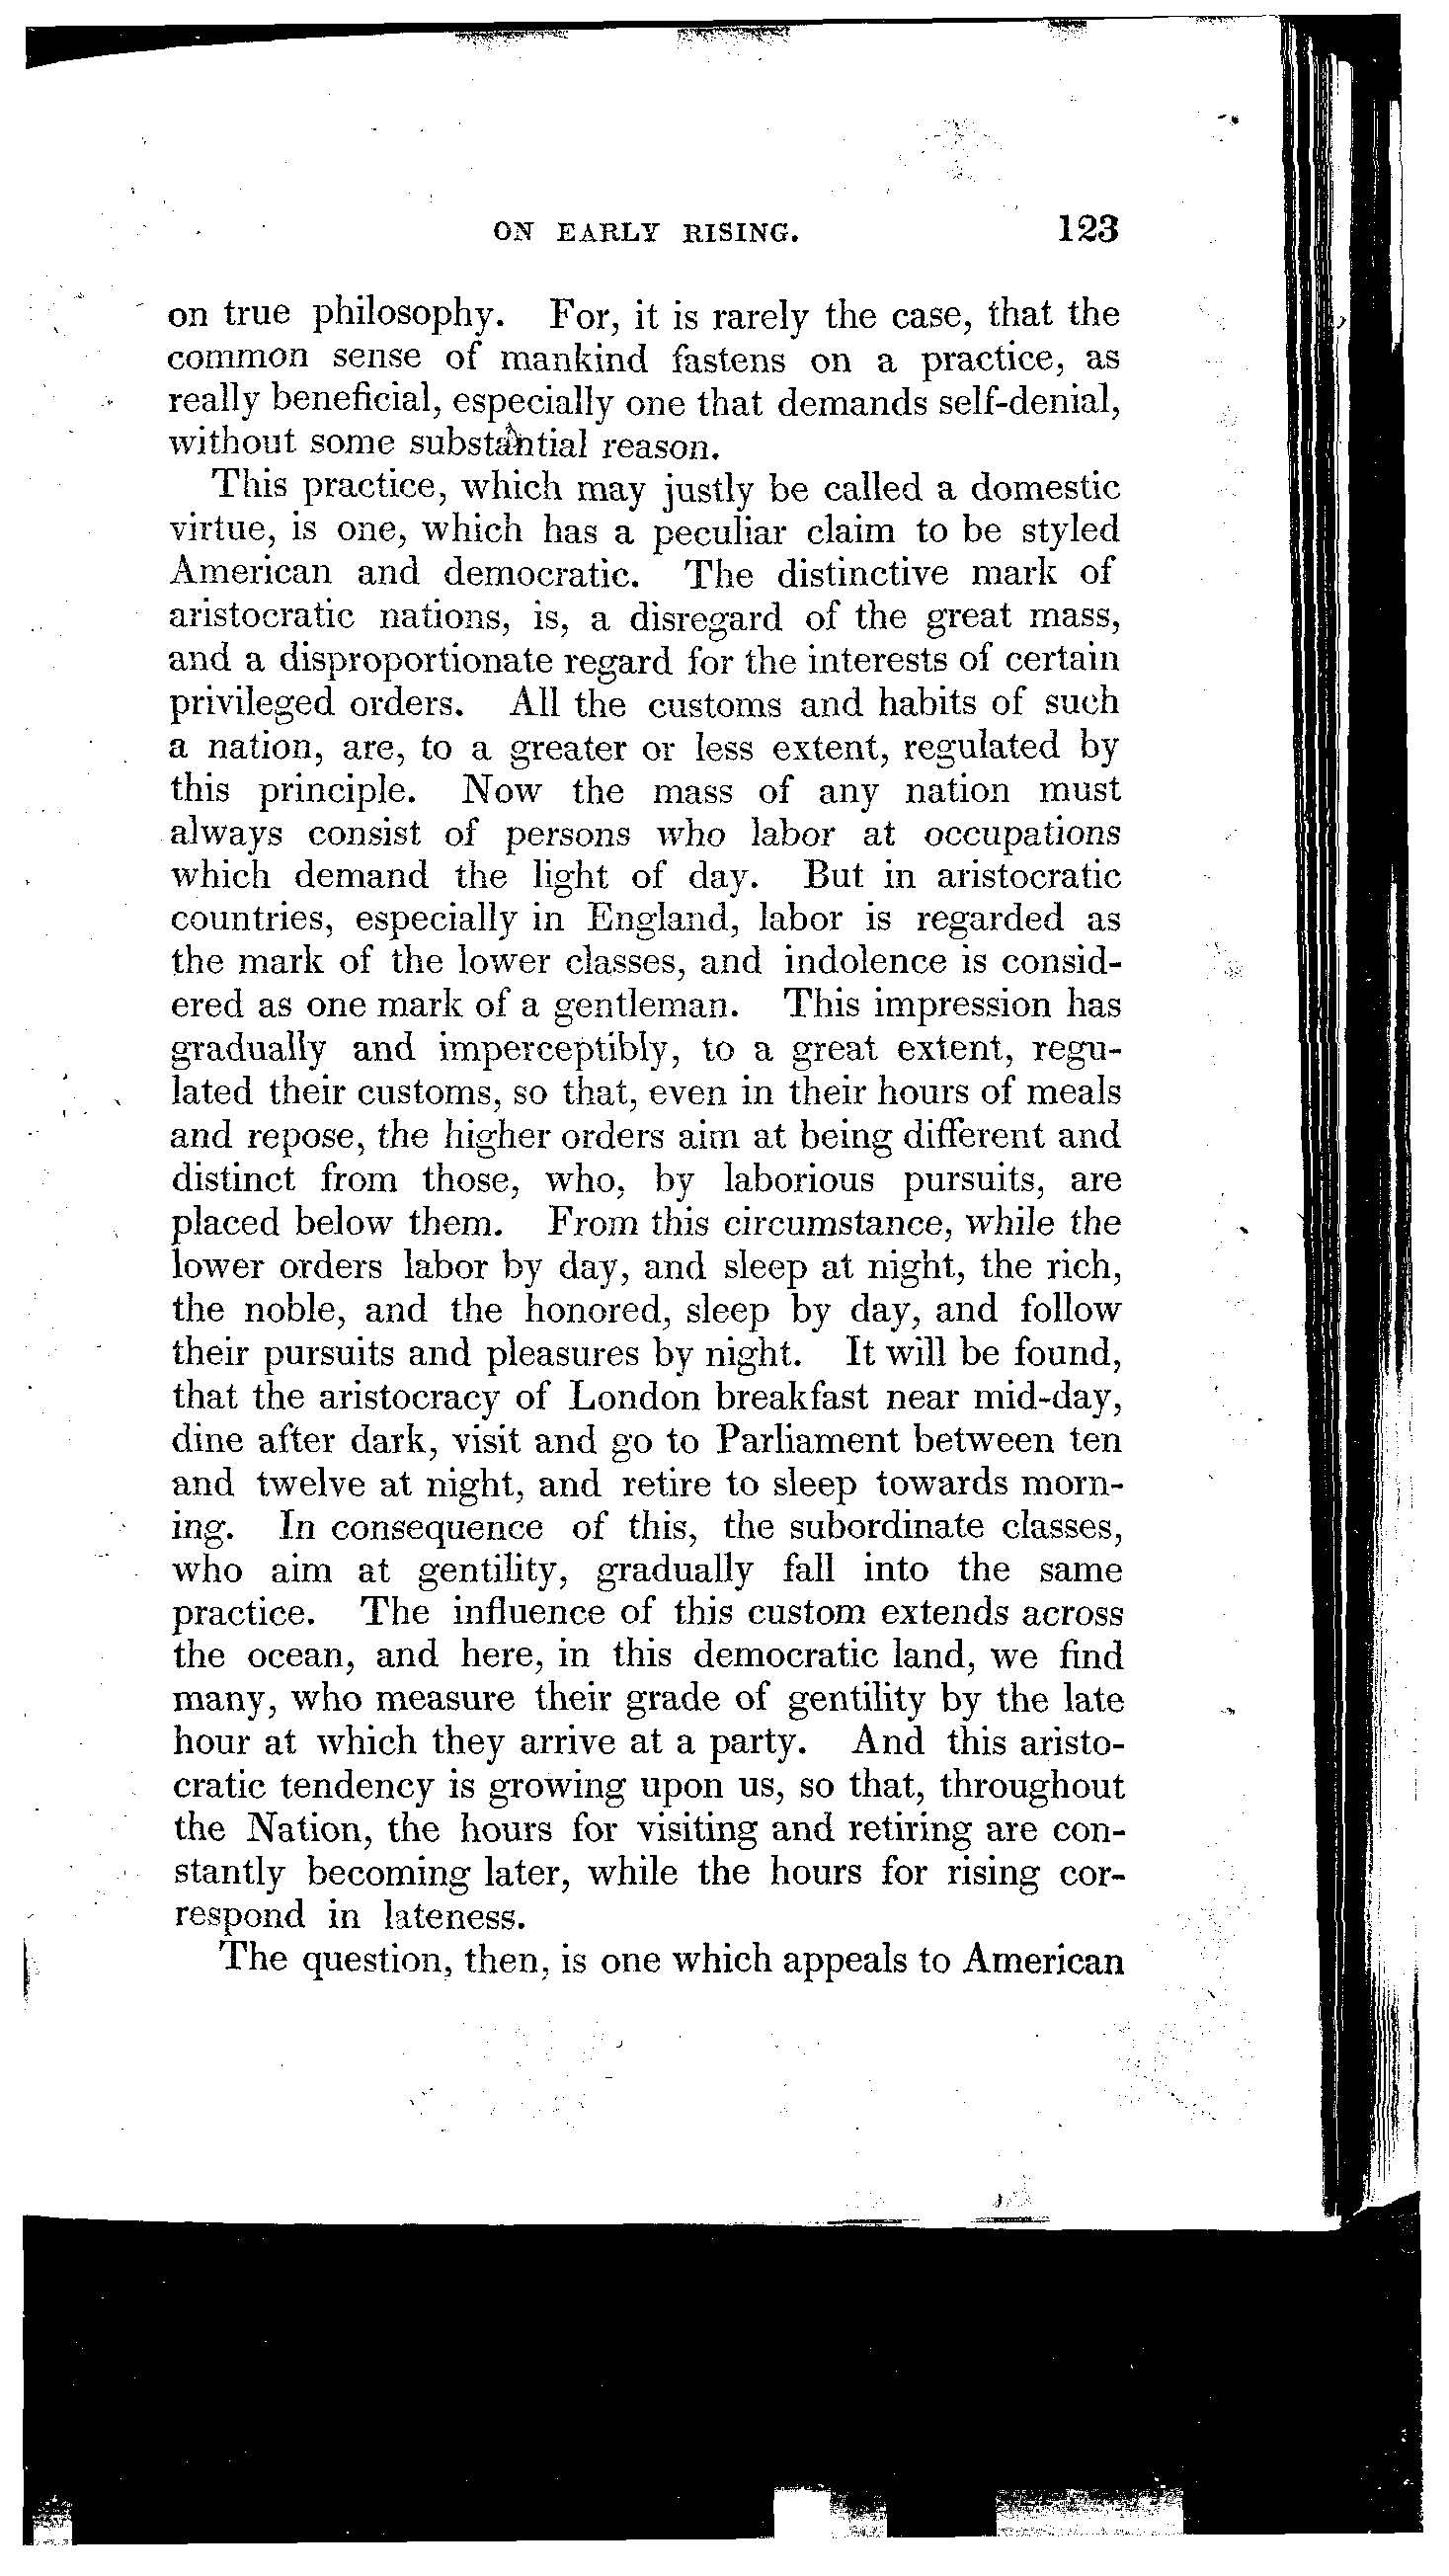 ON EARLY RISING. 123
on true philosophy. For, it is rarely the case, that the
common sense of mankind fastens on a practice, as
really beneficial, especially one that demands self-denial,
without some substantial reason.
This practice, which may justly be called a domestic
virtue, is one, which has a peculiar claim to be styled
American and democratic. The distinctive mark of
aristocratic nations, is, a disregard of the great mass,
and a disproportionate regard for the interests of certain
privileged orders. All the customs and habits of such
a nation, are, to a greater or less extent, regulated by
this principle. Now the mass of any nation must
always consist of persons who labor at occupations
which demand the light of day. But in aristocratic
countries, especially in England, labor is regarded as
the mark of the lower classes, and indolence is consid-
ered as one mark of a gentleman. This impression has
gradually and imperceptibly, to a great extent, regu-
lated their customs, so that, even in their hours of meals
and repose, the higher orders aim at being different and
distinct from those, who, by laborious pursuits, are
placed below them. From this circumstance, while the
lower orders labor by day, and sleep at night, the rich,
the noble, and the honored, sleep by day, and follow
their pursuits and pleasures by night. It will be found,
that the aristocracy of London breakfast near mid-day,
dine after dark, visit and go to Parliament between ten
and twelve at night, and retire to sleep towards morn-
ing. In consequence of this, the subordinate classes,
who aim at gentility, gradually fall into the same
practice. The influence of this custom extends across
the ocean, and here, in this democratic land, we find
many, who measure their grade of gentility by the late
hour at which they arrive at a party. And this aristo-
cratic tendency is growing upon us, so that, throughout
the Nation, the hours for visiting and retiring are con-
stantly becoming later, while the hours for rising cor-
respond in lateness.
The question, then, is one which appeals to American